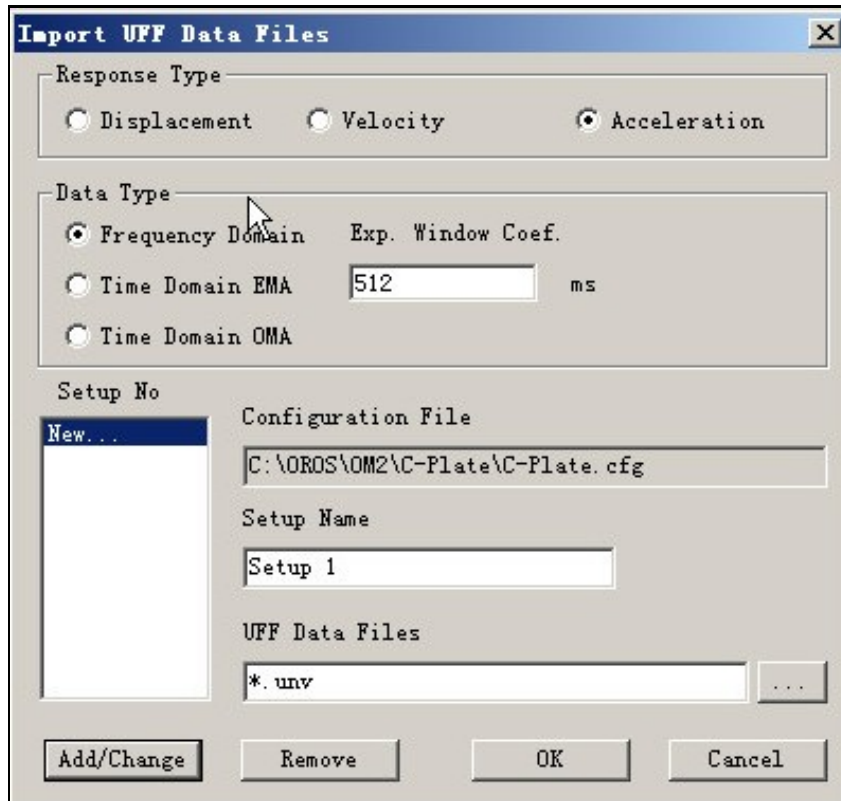 Import UFF Data Files
Response Type
Displacement Velocity Acceleration
Data Type
Frequency Domain Exp. Window Coef.
Time Domain EMA 512 ms
Time Domain OMA
Setup No
New...
Configuration File
C:\OROS\OM2\C-Plate\C-Plate.cfg
Setup Name
Setup 1
UFF Data Files
*.unv ...
Add/Change Remove OK Cancel